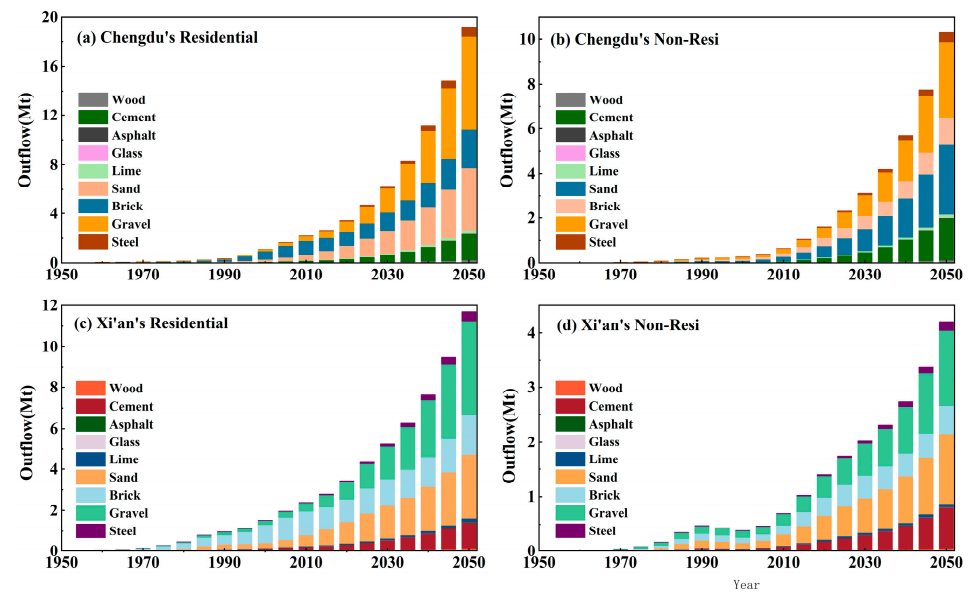 (a) Chengdu's Residential
Outflow(Mt)
20
16
12
8
4
0
Wood
Cement
Asphalt
Glass
Lime
Sand
Brick
Gravel
Steel
1950
1970
1990
2010
2030
2050
(b) Chengdu's Non-Resi
Outflow(Mt)
10
8
6
4
2
0
Wood
Cement
Asphalt
Glass
Lime
Sand
Brick
Gravel
Steel
1950
1970
1990
2010
2030
2050
(c) Xi'an's Residential
Outflow(Mt)
12
10
8
6
4
2
0
Wood
Cement
Asphalt
Glass
Lime
Sand
Brick
Gravel
Steel
1950
1970
1990
2010
2030
2050
(d) Xi'an's Non-Resi
Outflow(Mt)
4
3
2
1
0
Wood
Cement
Asphalt
Glass
Lime
Sand
Brick
Gravel
Steel
1950
1970
1990
2010
2030
2050
Year